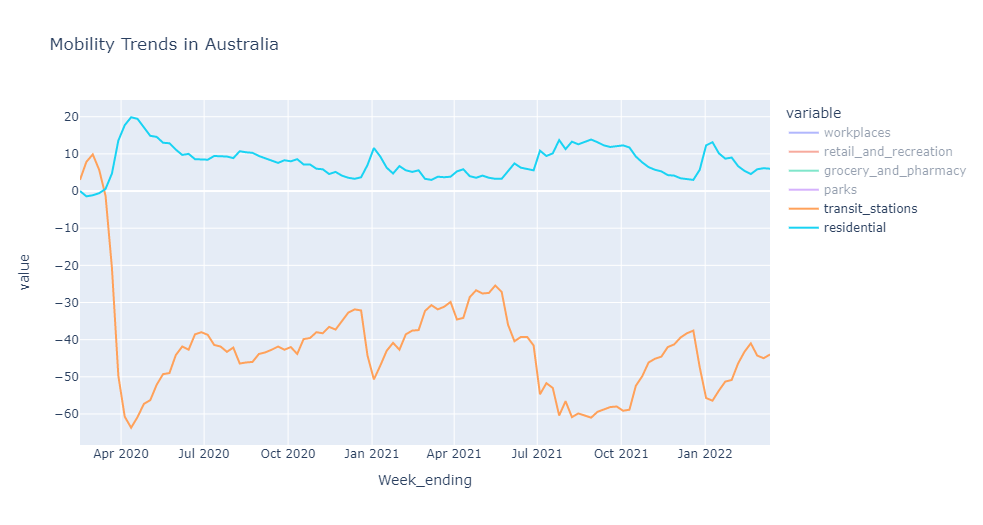 Mobility Trends in Australia
variable
workplaces
retail_and_recreation
grocery_and_pharmacy
parks
transit_stations
residential
20
10
0
−10
−20
−30
−40
−50
−60
value
Apr 2020 Jul 2020 Oct 2020 Jan 2021 Apr 2021 Jul 2021 Oct 2021 Jan 2022
Week_ending